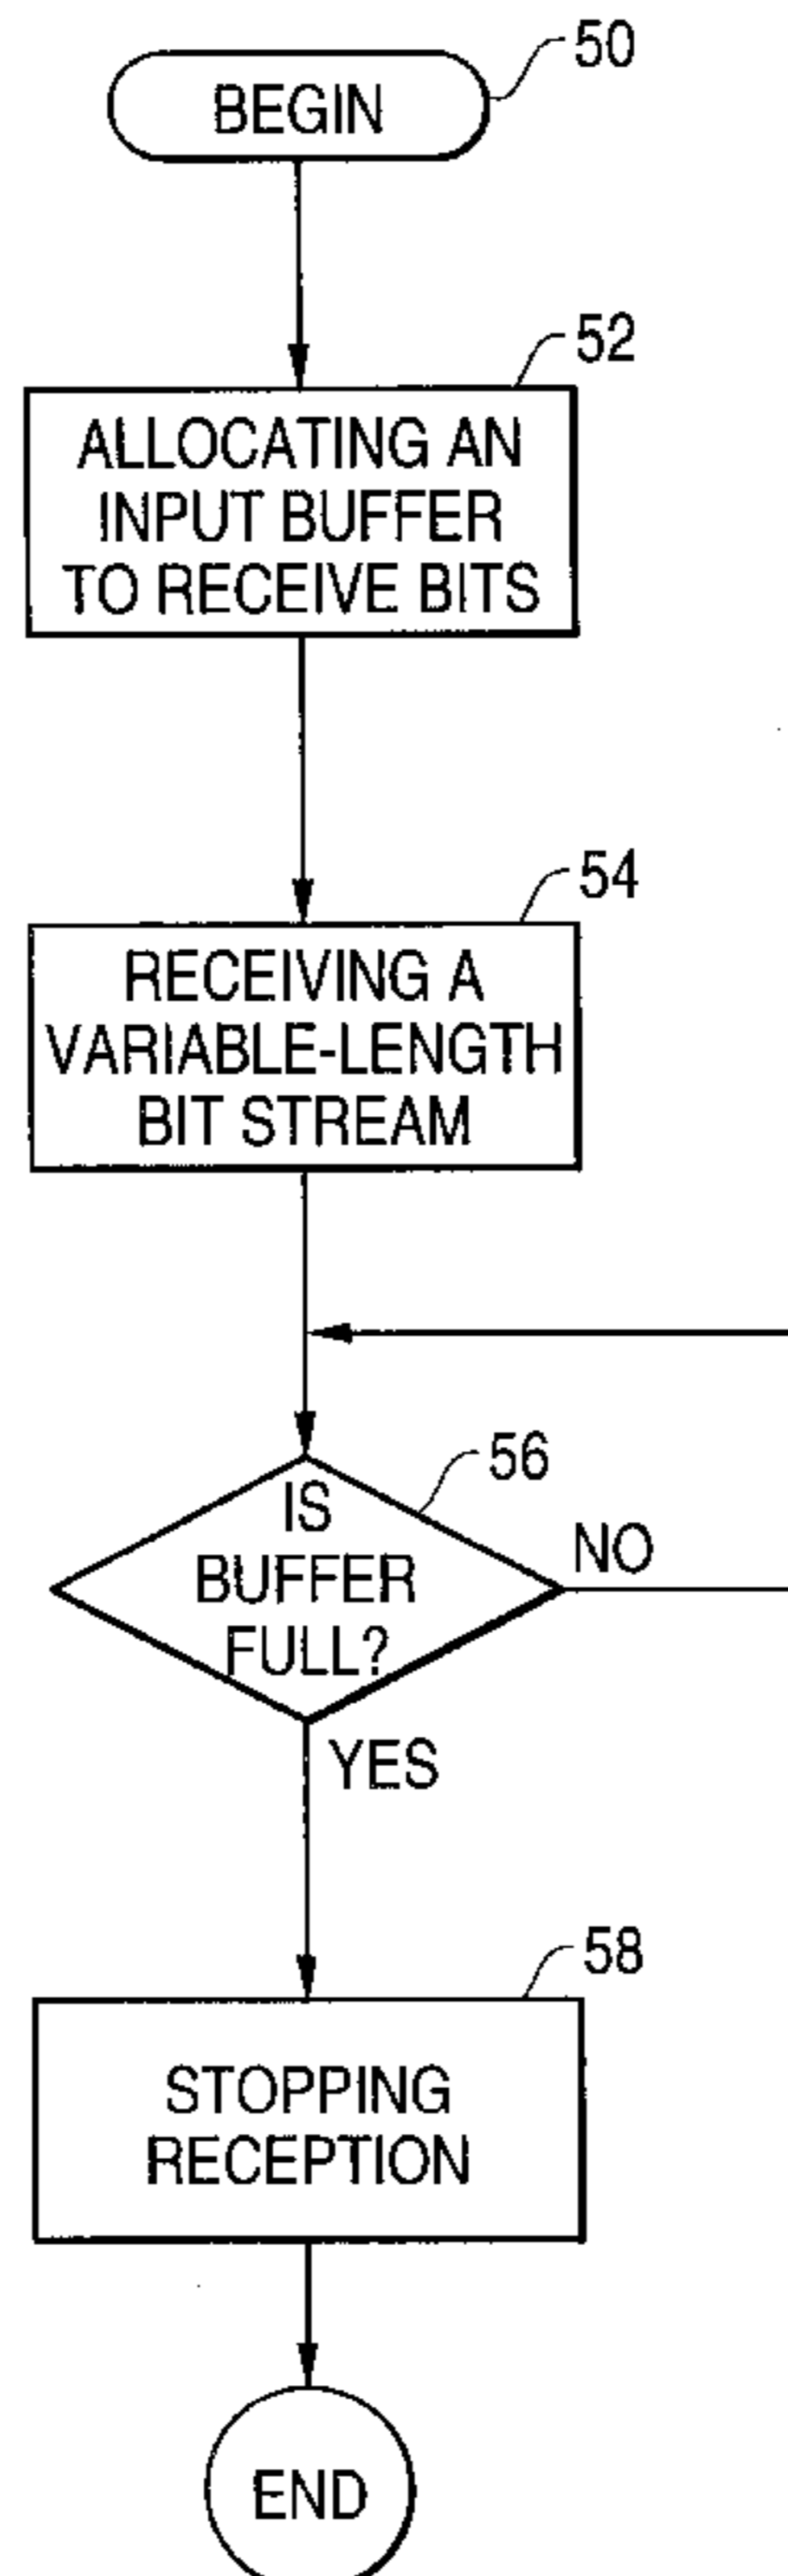 50
BEGIN
52
ALLOCATING AN
INPUT BUFFER
TO RECEIVE BITS
54
RECEIVING A
VARIABLE-LENGTH
BIT STREAM
56
IS
BUFFER
FULL?
NO
YES
58
STOPPING
RECEPTION
END